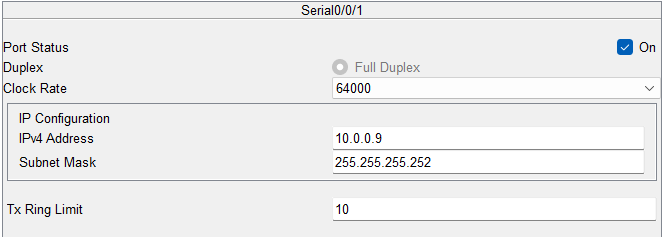 Serial0/0/1
Port Status On
Duplex Full Duplex
Clock Rate 64000
IP Configuration
IPv4 Address 10.0.0.9
Subnet Mask 255.255.255.252
Tx Ring Limit 10